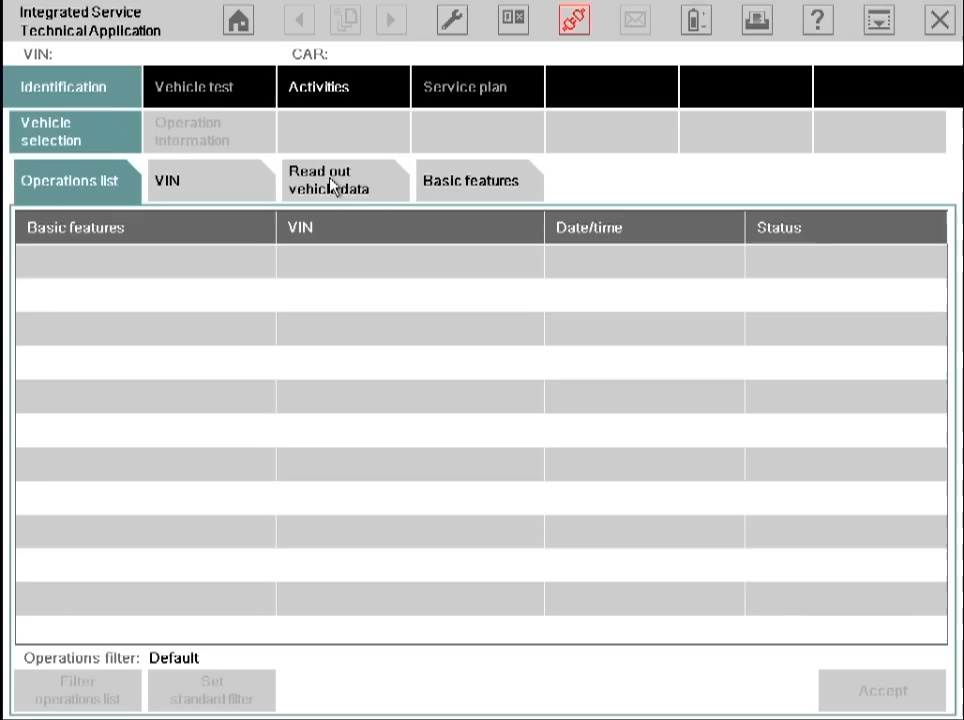 Integrated Service
Technical Application
VIN:
CAR:
Identification
Vehicle test
Activities
Service plan
Vehicle
selection
Operation
information
Operations list
VIN
Read out
vehicle data
Basic features
Basic features
VIN
Date/time
Status
Operations filter: Default
Filter
operations list
Set
standard filter
Accept